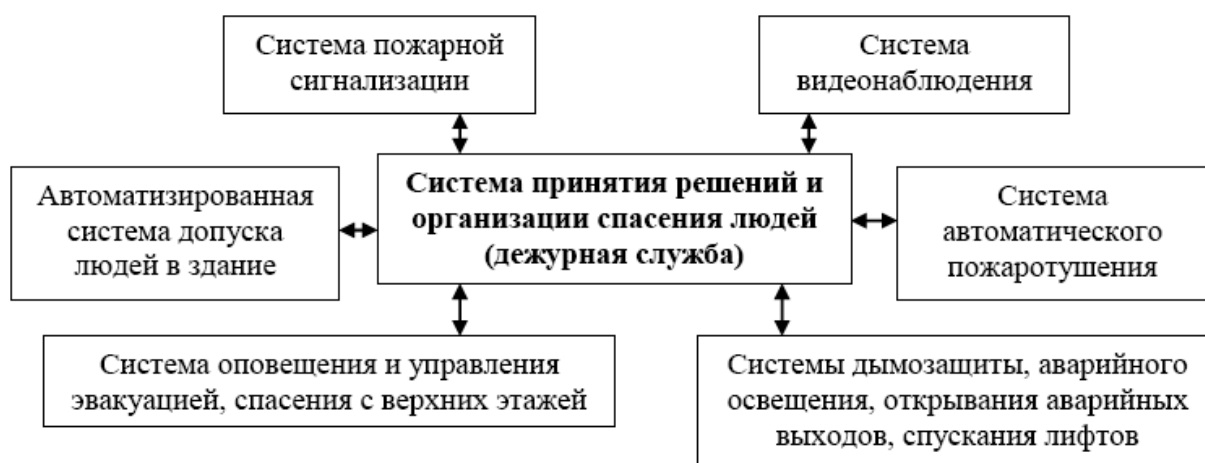 Система пожарной
сигнализации
Система
видеонаблюдения
Автоматизированная
система допуска
людей в здание
Система принятия решений и
организации спасения людей
(дежурная служба)
Система
автоматического
пожаротушения
Система оповещения и управления
эвакуацией, спасения с верхних этажей
Системы дымозащиты, аварийного
освещения, открывания аварийных
выходов, спускания лифтов